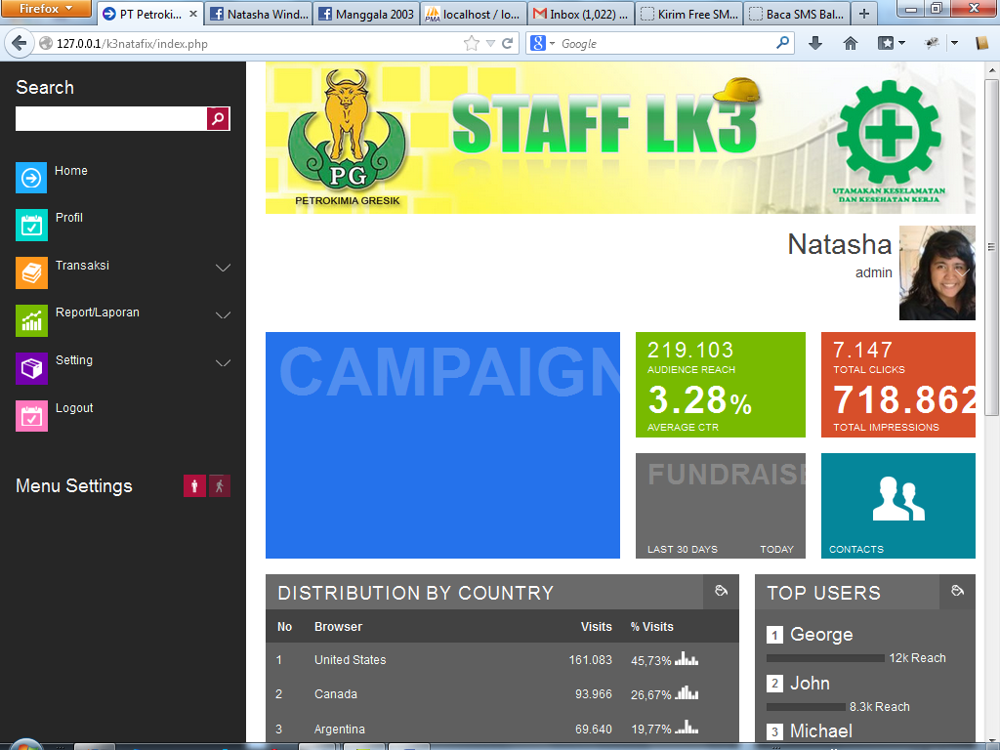 Firefox
PT Petroki...
Natasha Wind...
Manggala 2003
localhost / lo...
Inbox (1,022) ...
Kirim Free SM...
Baca SMS Bal...
127.0.0.1/k3natafix/index.php
Google
Search
Home
Profil
Transaksi
Report/Laporan
Setting
Logout
Menu Settings
PG
PETROKIMIA GRESIK
STAFF LK3
UTAMAKAN KESELAMATAN
DAN KESEHATAN KERJA
Natasha
admin
CAMPAIGN
219.103
AUDIENCE REACH
3.28%
AVERAGE CTR
7.147
TOTAL CLICKS
718.862
TOTAL IMPRESSIONS
FUNDRAISE
LAST 30 DAYS TODAY
CONTACTS
DISTRIBUTION BY COUNTRY
No Browser Visits % Visits
1 United States 161.083 45,73%
2 Canada 93.966 26,67%
3 Argentina 69.640 19,77%
TOP USERS
1 George
12k Reach
2 John
8.3k Reach
3 Michael